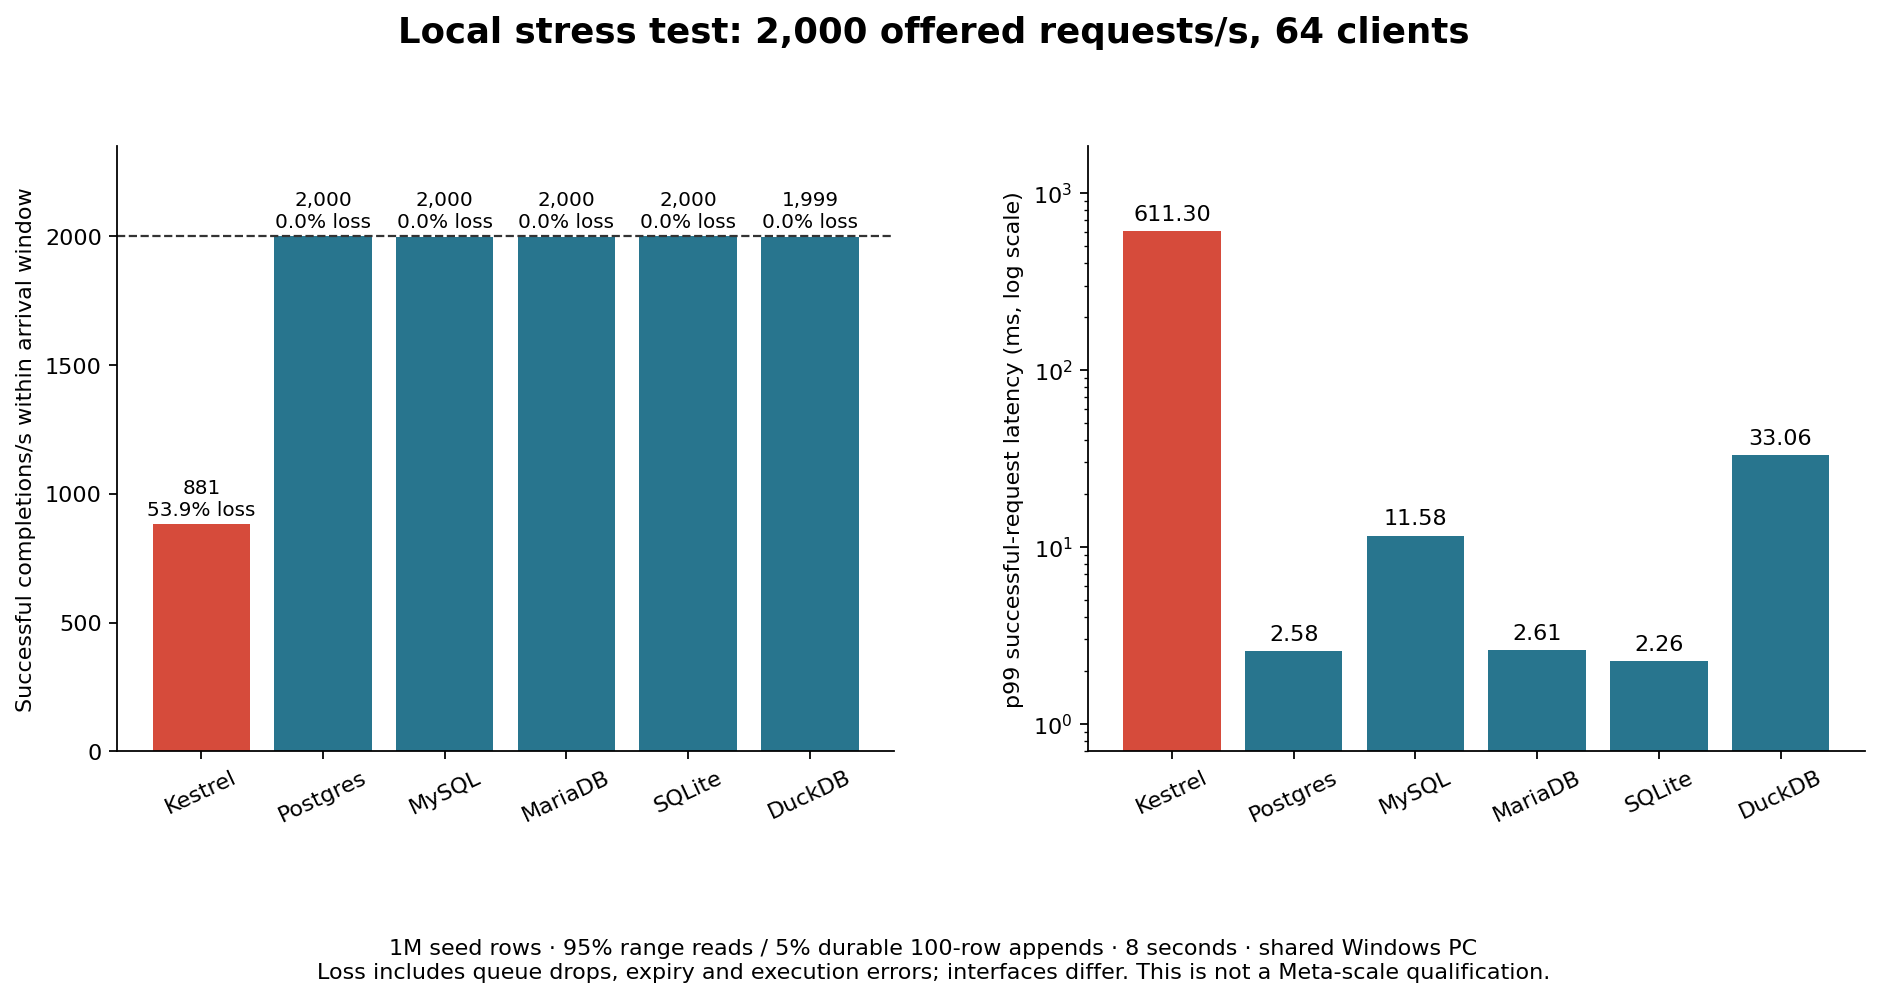 Local stress test: 2,000 offered requests/s, 64 clients
Successful completions/s within arrival window
2000
1500
1000
500
0
881
53.9% loss
2,000
0.0% loss
2,000
0.0% loss
2,000
0.0% loss
2,000
0.0% loss
1,999
0.0% loss
Kestrel
Postgres
MySQL
MariaDB
SQLite
DuckDB
p99 successful-request latency (ms, log scale)
10³
10²
10¹
10⁰
611.30
2.58
11.58
2.61
2.26
33.06
Kestrel
Postgres
MySQL
MariaDB
SQLite
DuckDB
1M seed rows · 95% range reads / 5% durable 100-row appends · 8 seconds · shared Windows PC
Loss includes queue drops, expiry and execution errors; interfaces differ. This is not a Meta-scale qualification.